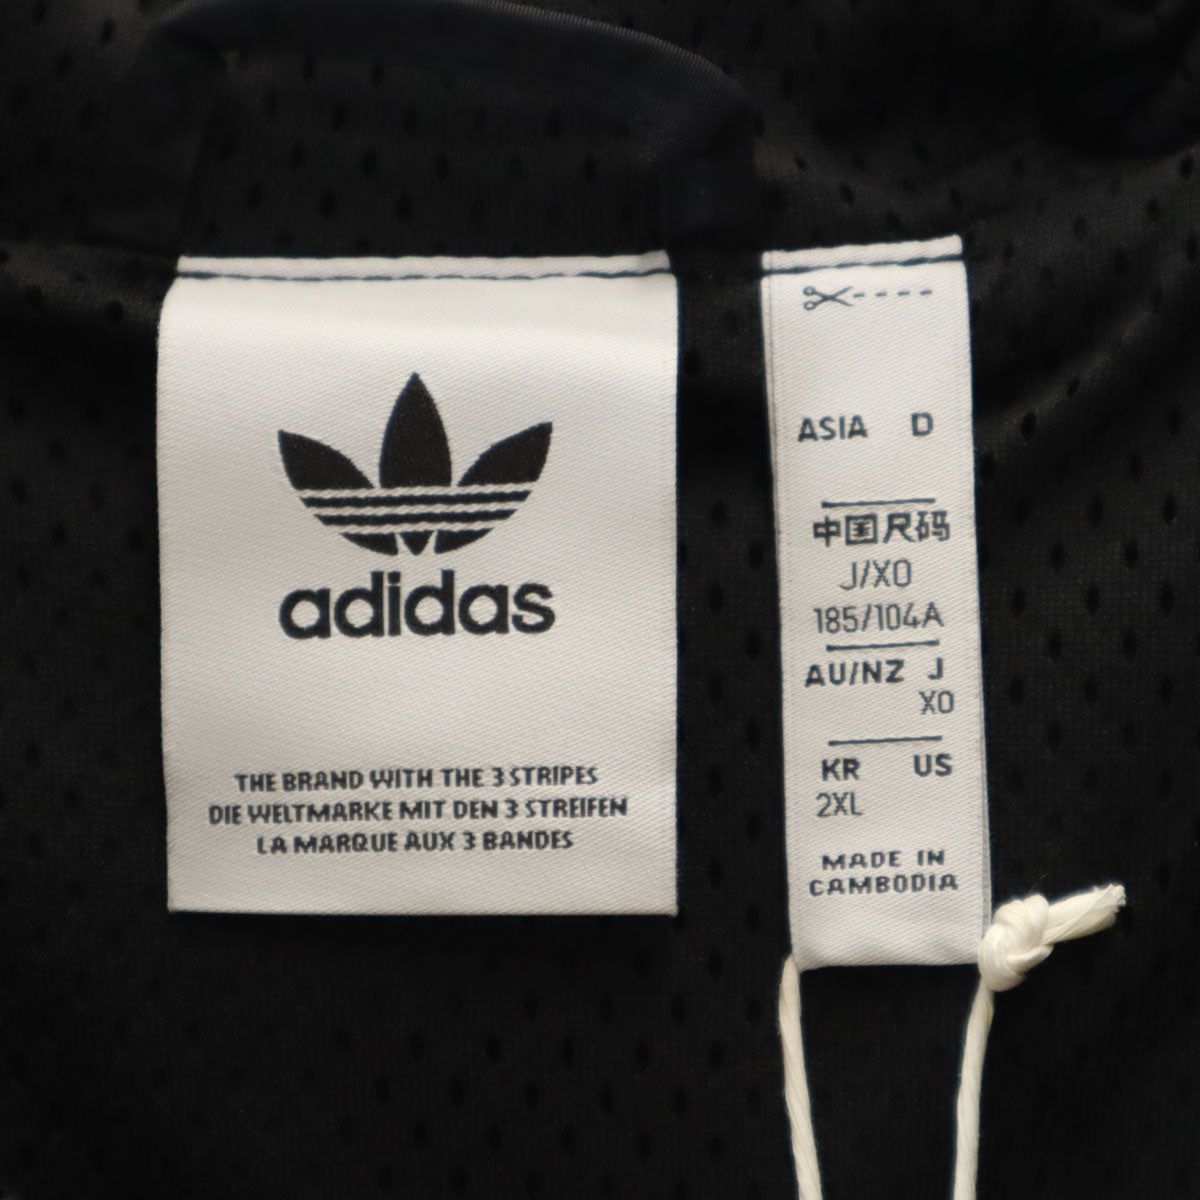 adidas
THE BRAND WITH THE 3 STRIPES
DIE WELTMARKE MIT DEN 3 STREIFEN
LA MARQUE AUX 3 BANDES
ASIA D
中国尺码
J/XO
185/104A
AU/NZ J
XO
KR US
2XL
MADE IN
CAMBODIA